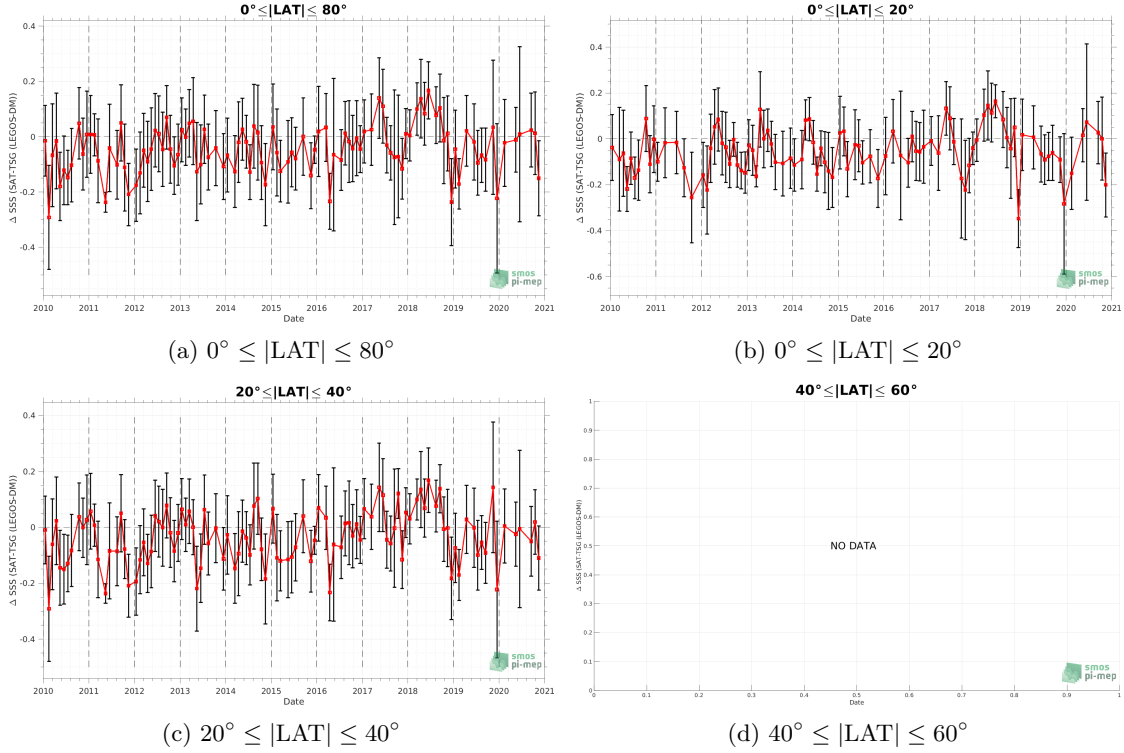 0°≤|LAT|≤ 80°
Δ SSS (SAT-TSG (LEGOS-DM))
0.4
0.2
0
-0.2
-0.4
2010 2011 2012 2013 2014 2015 2016 2017 2018 2019 2020 2021
Date
smos
pi-mep
(a) 0° ≤ |LAT| ≤ 80°
0°≤|LAT|≤ 20°
Δ SSS (SAT-TSG (LEGOS-DM))
0.4
0.2
0
-0.2
-0.4
-0.6
2010 2011 2012 2013 2014 2015 2016 2017 2018 2019 2020 2021
Date
smos
pi-mep
(b) 0° ≤ |LAT| ≤ 20°
20°≤|LAT|≤ 40°
Δ SSS (SAT-TSG (LEGOS-DM))
0.4
0.2
0
-0.2
-0.4
2010 2011 2012 2013 2014 2015 2016 2017 2018 2019 2020 2021
Date
smos
pi-mep
(c) 20° ≤ |LAT| ≤ 40°
40°≤|LAT|≤ 60°
Δ SSS (SAT-TSG (LEGOS-DM))
1
0.9
0.8
0.7
0.6
0.5
0.4
0.3
0.2
0.1
0
NO DATA
0 0.1 0.2 0.3 0.4 0.5 0.6 0.7 0.8 0.9 1
Date
smos
pi-mep
(d) 40° ≤ |LAT| ≤ 60°